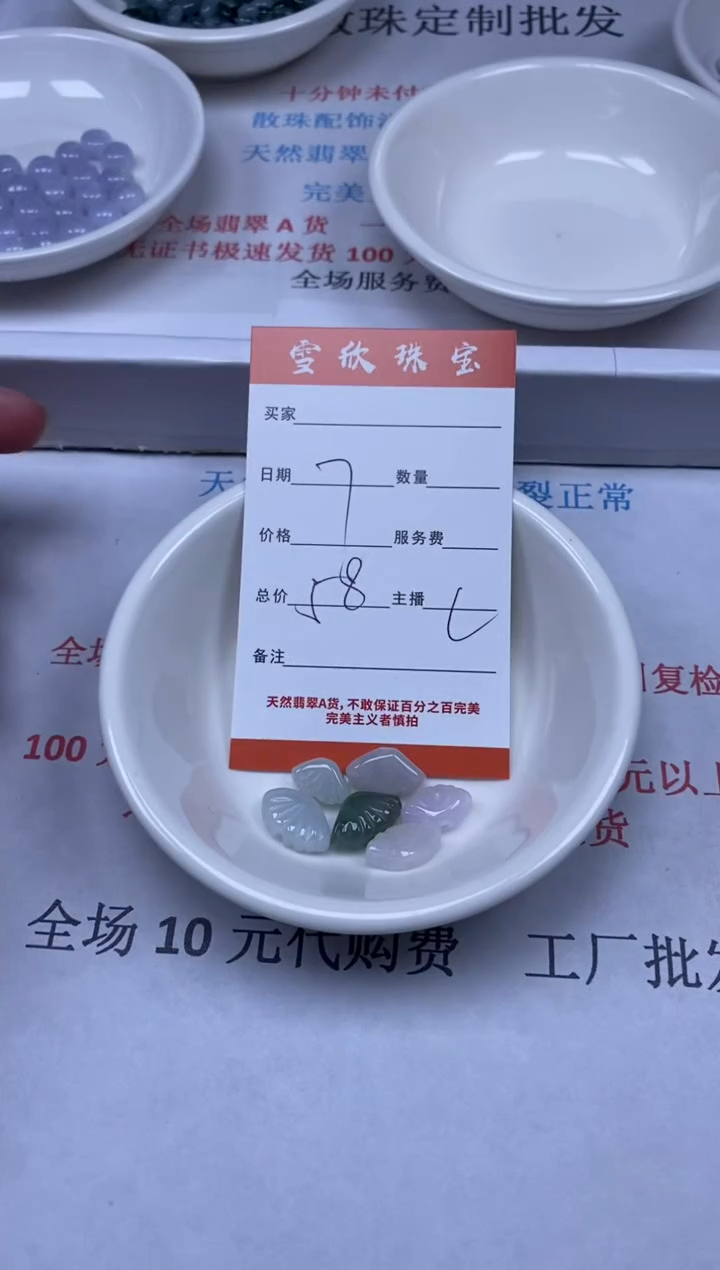 散珠定制批发
十分钟未付
散珠配饰
天然翡翠
完美
全场翡翠 A 货 一
无证书极速发货 100
全场服务费
雪欣珠宝
买家
日期 7 数量
价格 服务费
总价 58 主播 L
备注
天然翡翠A货，不敢保证百分之百完美
完美主义者慎拍
天 裂正常
全场 复检
100 元以上
货
全场 10 元代购费 工厂批发